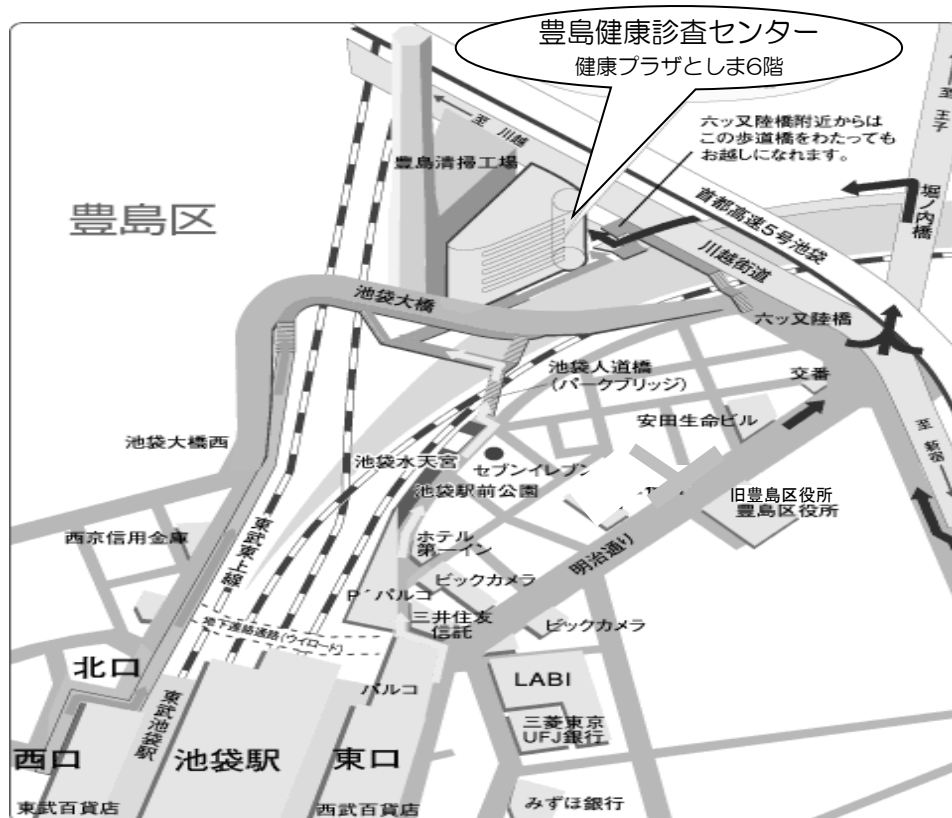 豊島健康診査センター
健康プラザとしま6階
六ッ又陸橋附近からは
この歩道橋をわたっても
お越しになれます。
至 王子
至 川越
豊島清掃工場
首都高速5号池袋
堀ノ内橋
豊島区
川越街道
池袋大橋
六ッ又陸橋
池袋人道橋
(パークブリッジ)
交番
安田生命ビル
至 新宿
池袋大橋西
池袋水天宮
セブンイレブン
池袋駅前公園
旧豊島区役所
豊島区役所
西京信用金庫
東武東上線
ホテル
第一イン
明治通り
ビックカメラ
P'パルコ
三井住友
信託
ビックカメラ
地下連絡通路(ウイロード)
北口
パルコ
LABI
東武池袋駅
三菱東京
UFJ銀行
西口
池袋駅
東口
東武百貨店
西武百貨店
みずほ銀行